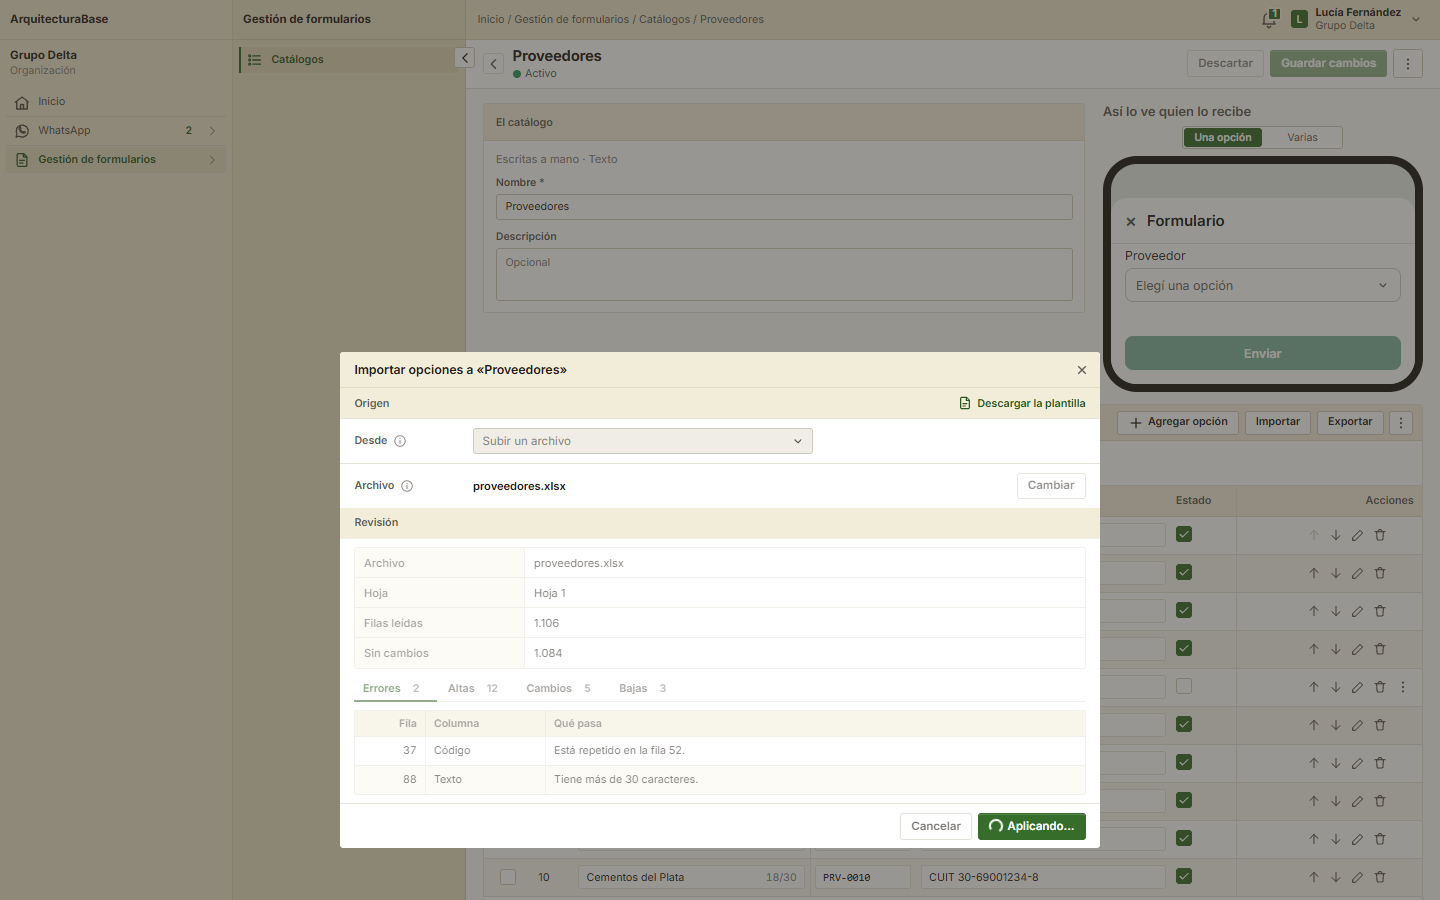 ArquitecturaBase
Gestión de formularios
Inicio / Gestión de formularios / Catálogos / Proveedores
1
L
Lucía Fernández
Grupo Delta
Grupo Delta
Organización
Inicio
WhatsApp 2
Gestión de formularios
Catálogos
Proveedores
Activo
Descartar
Guardar cambios
El catálogo
Escritas a mano · Texto
Nombre *
Proveedores
Descripción
Opcional
Así lo ve quien lo recibe
Una opción
Varias
Formulario
Proveedor
Elegí una opción
Enviar
Agregar opción
Importar
Exportar
Estado
Acciones
Importar opciones a «Proveedores»
Origen
Descargar la plantilla
Desde
Subir un archivo
Archivo
proveedores.xlsx
Cambiar
Revisión
Archivo proveedores.xlsx
Hoja Hoja 1
Filas leídas 1.106
Sin cambios 1.084
Errores 2 Altas 12 Cambios 5 Bajas 3
Fila Columna Qué pasa
37 Código Está repetido en la fila 52.
88 Texto Tiene más de 30 caracteres.
Cancelar
Aplicando...
10 Cementos del Plata 18/30 PRV-0010 CUIT 30-69001234-8